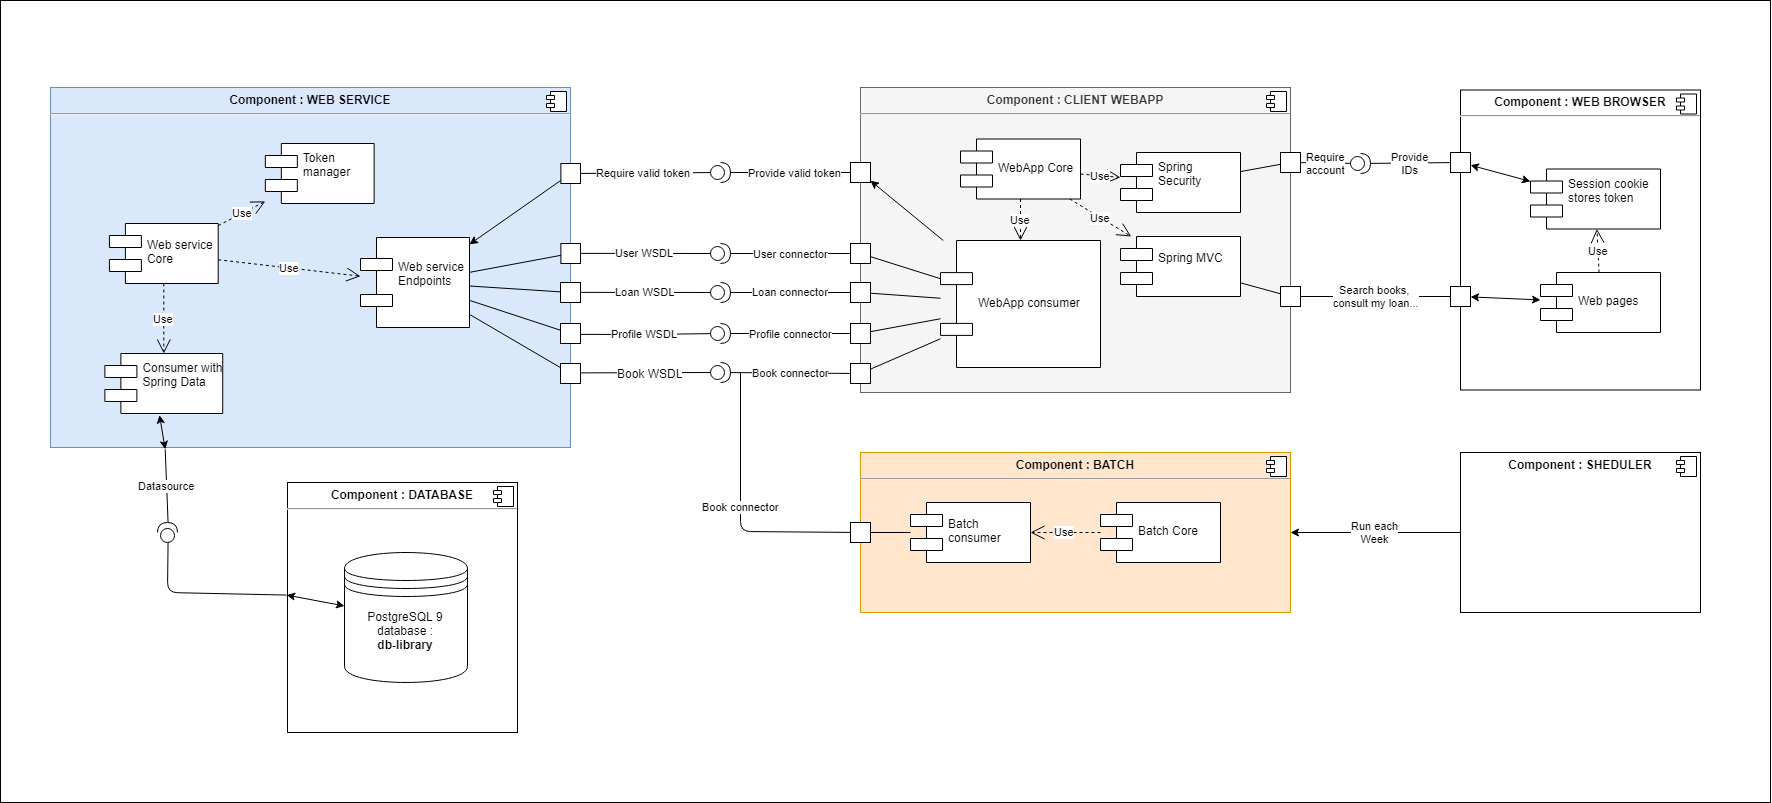 Component : WEB SERVICE
Token
manager
Use
Web service
Core
Use
Web service
Endpoints
Use
Consumer with
Spring Data
Datasource
Component : DATABASE
PostgreSQL 9
database :
db-library
Require valid token
Provide valid token
User WSDL
User connector
Loan WSDL
Loan connector
Profile WSDL
Profile connector
Book WSDL
Book connector
Book connector
Component : CLIENT WEBAPP
WebApp Core
Use
Spring
Security
Use
Use
Spring MVC
WebApp consumer
Require
account
Provide
IDs
Search books,
consult my loan...
Component : WEB BROWSER
Session cookie
stores token
Use
Web pages
Component : BATCH
Batch
consumer
Use
Batch Core
Run each
Week
Component : SHEDULER